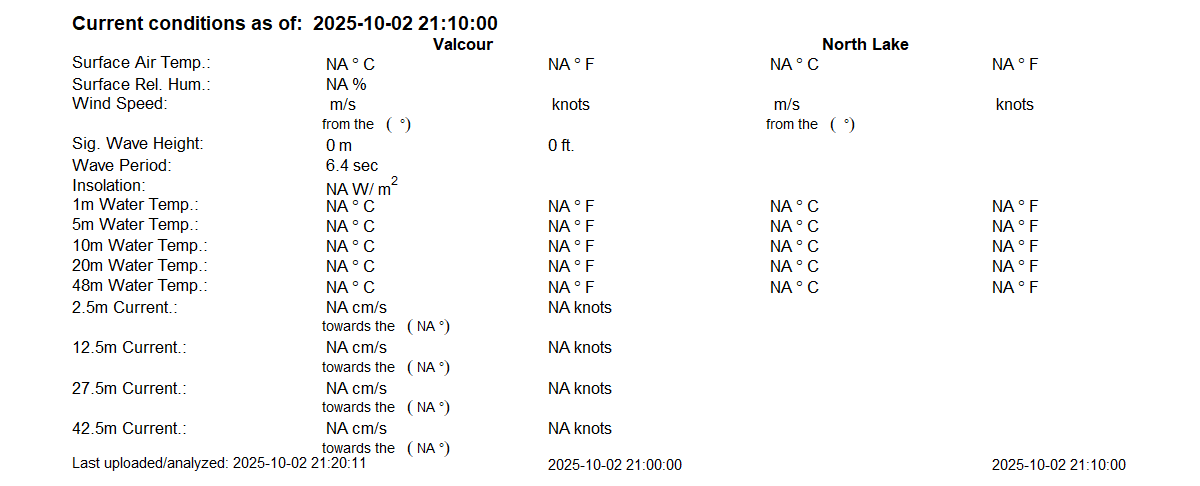 Current conditions as of: 2025-10-02 21:10:00
Valcour North Lake
Surface Air Temp.: NA ° C NA ° F NA ° C NA ° F
Surface Rel. Hum.: NA %
Wind Speed: m/s knots m/s knots
from the ( °) from the ( °)
Sig. Wave Height: 0 m 0 ft.
Wave Period: 6.4 sec
Insolation: NA W/ m2
1m Water Temp.: NA ° C NA ° F NA ° C NA ° F
5m Water Temp.: NA ° C NA ° F NA ° C NA ° F
10m Water Temp.: NA ° C NA ° F NA ° C NA ° F
20m Water Temp.: NA ° C NA ° F NA ° C NA ° F
48m Water Temp.: NA ° C NA ° F NA ° C NA ° F
2.5m Current.: NA cm/s NA knots
towards the ( NA °)
12.5m Current.: NA cm/s NA knots
towards the ( NA °)
27.5m Current.: NA cm/s NA knots
towards the ( NA °)
42.5m Current.: NA cm/s NA knots
towards the ( NA °)
Last uploaded/analyzed: 2025-10-02 21:20:11 2025-10-02 21:00:00 2025-10-02 21:10:00